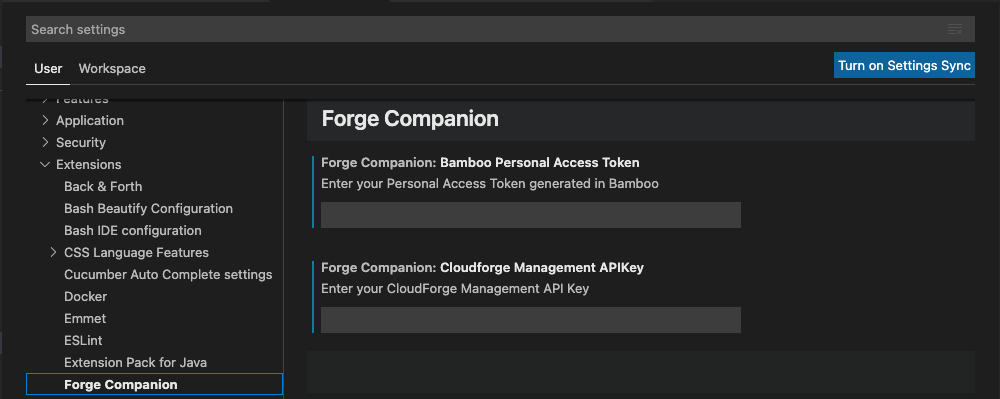 Search settings
User
Workspace
Turn on Settings Sync
Features
Application
Security
Extensions
Back & Forth
Bash Beautify Configuration
Bash IDE configuration
CSS Language Features
Cucumber Auto Complete settings
Docker
Emmet
ESLint
Extension Pack for Java
Forge Companion
Forge Companion
Forge Companion: Bamboo Personal Access Token
Enter your Personal Access Token generated in Bamboo
Forge Companion: Cloudforge Management APIKey
Enter your CloudForge Management API Key